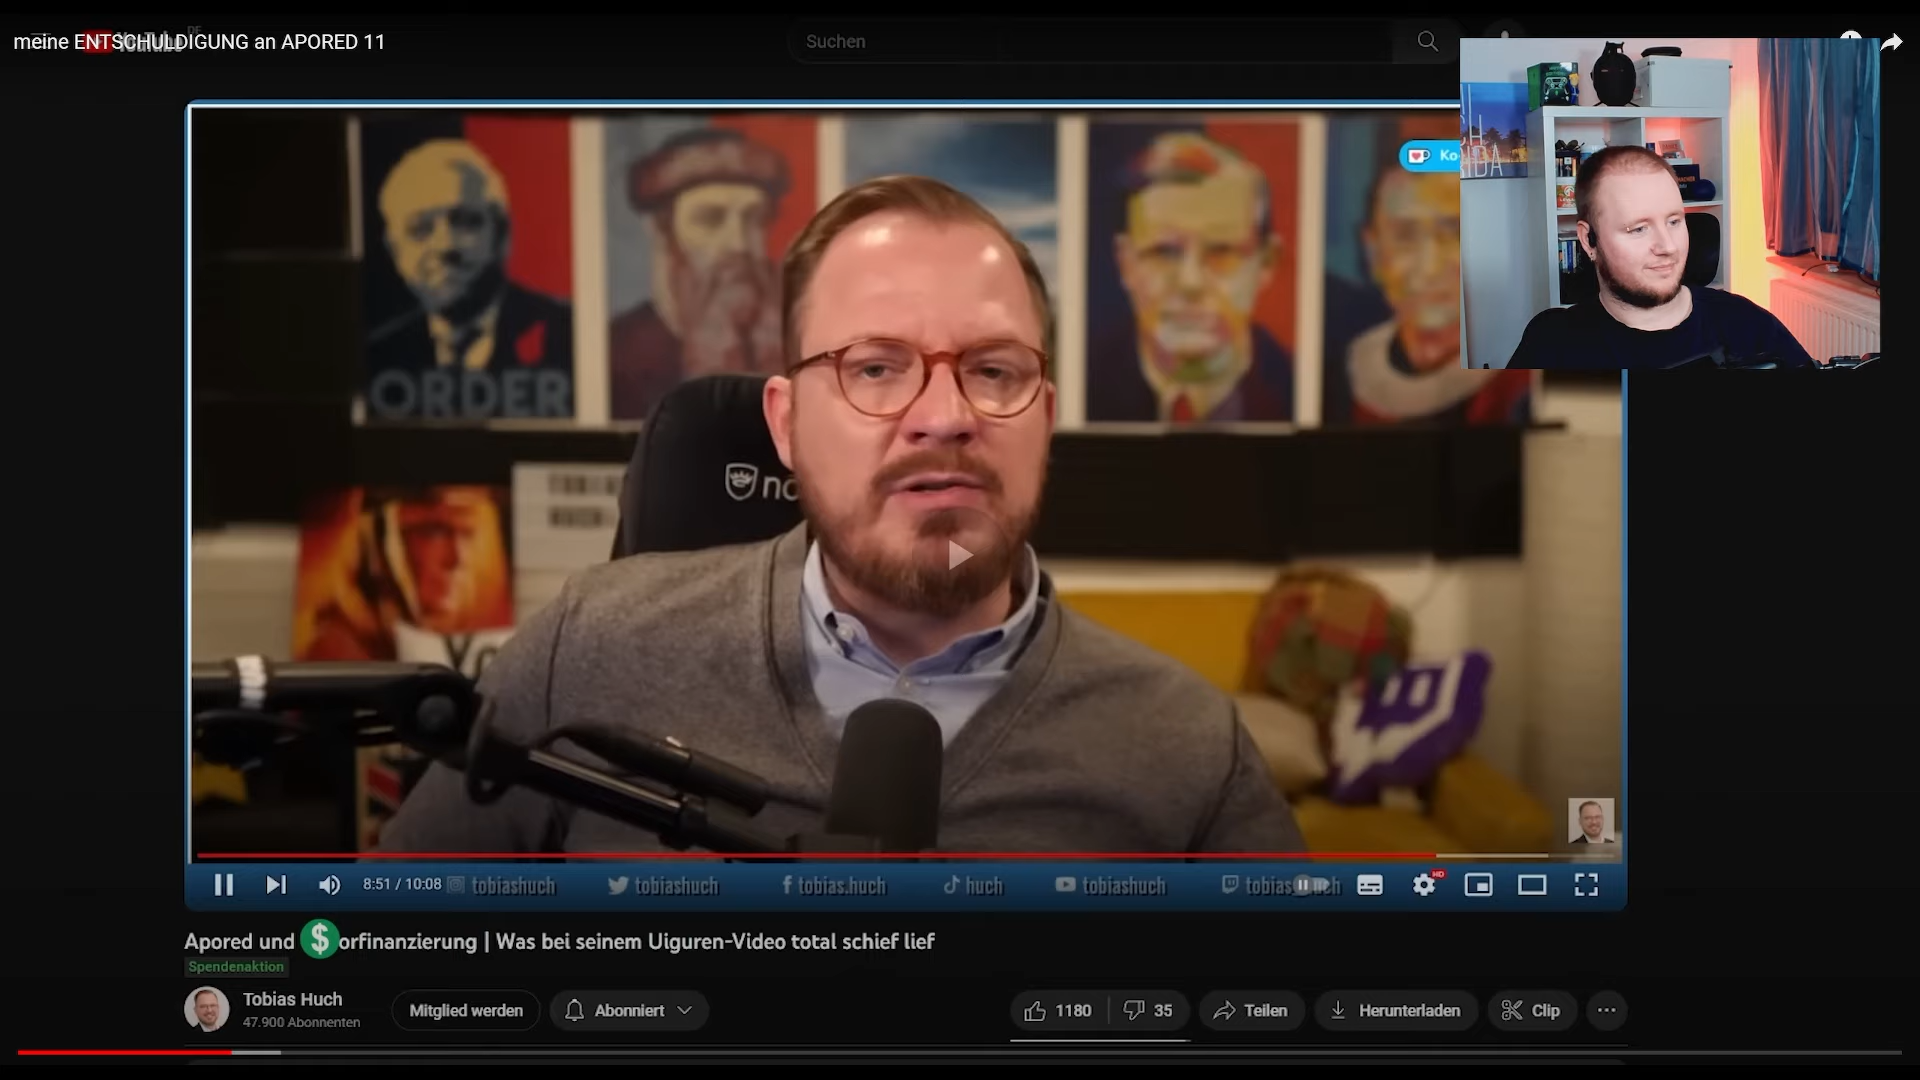 meine ENTSCHULDIGUNG an APORED 11
Suchen
ORDER
8:51 / 10:08
tobiashuch
tobiashuch
tobias.huch
huch
tobiashuch
HD
Apored und $orfinanzierung | Was bei seinem Uiguren-Video total schief lief
Spendenaktion
Tobias Huch
47.900 Abonnenten
Mitglied werden
Abonniert
1180
35
Teilen
Herunterladen
Clip